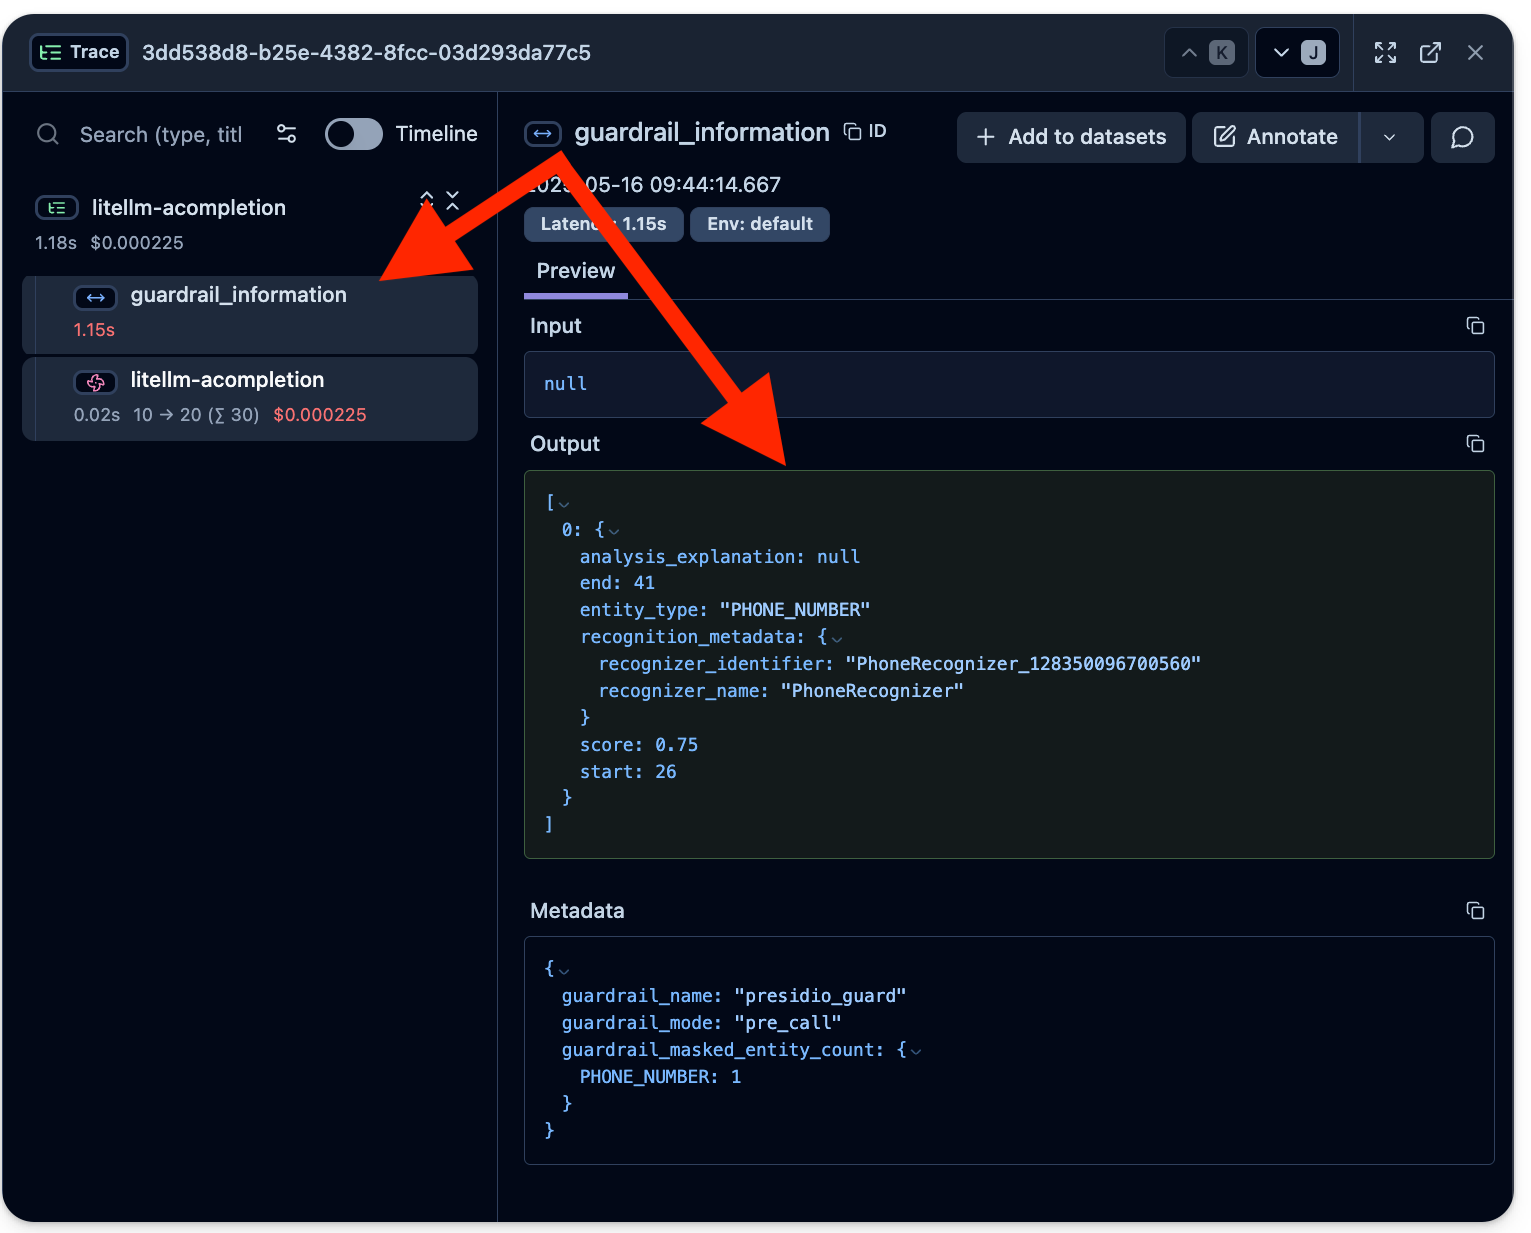 Trace 3dd538d8-b25e-4382-8fcc-03d293da77c5
K
J
Search (type, titl
Timeline
litellm-acompletion
1.18s $0.000225
guardrail_information
1.15s
litellm-acompletion
0.02s 10 → 20 (∑ 30) $0.000225
guardrail_information ID
Add to datasets
Annotate
05-16 09:44:14.667
1.15s
Env: default
Preview
Input
null
Output
[
0: {
analysis_explanation: null
end: 41
entity_type: "PHONE_NUMBER"
recognition_metadata: {
recognizer_identifier: "PhoneRecognizer_128350096700560"
recognizer_name: "PhoneRecognizer"
}
score: 0.75
start: 26
}
]
Metadata
{
guardrail_name: "presidio_guard"
guardrail_mode: "pre_call"
guardrail_masked_entity_count: {
PHONE_NUMBER: 1
}
}